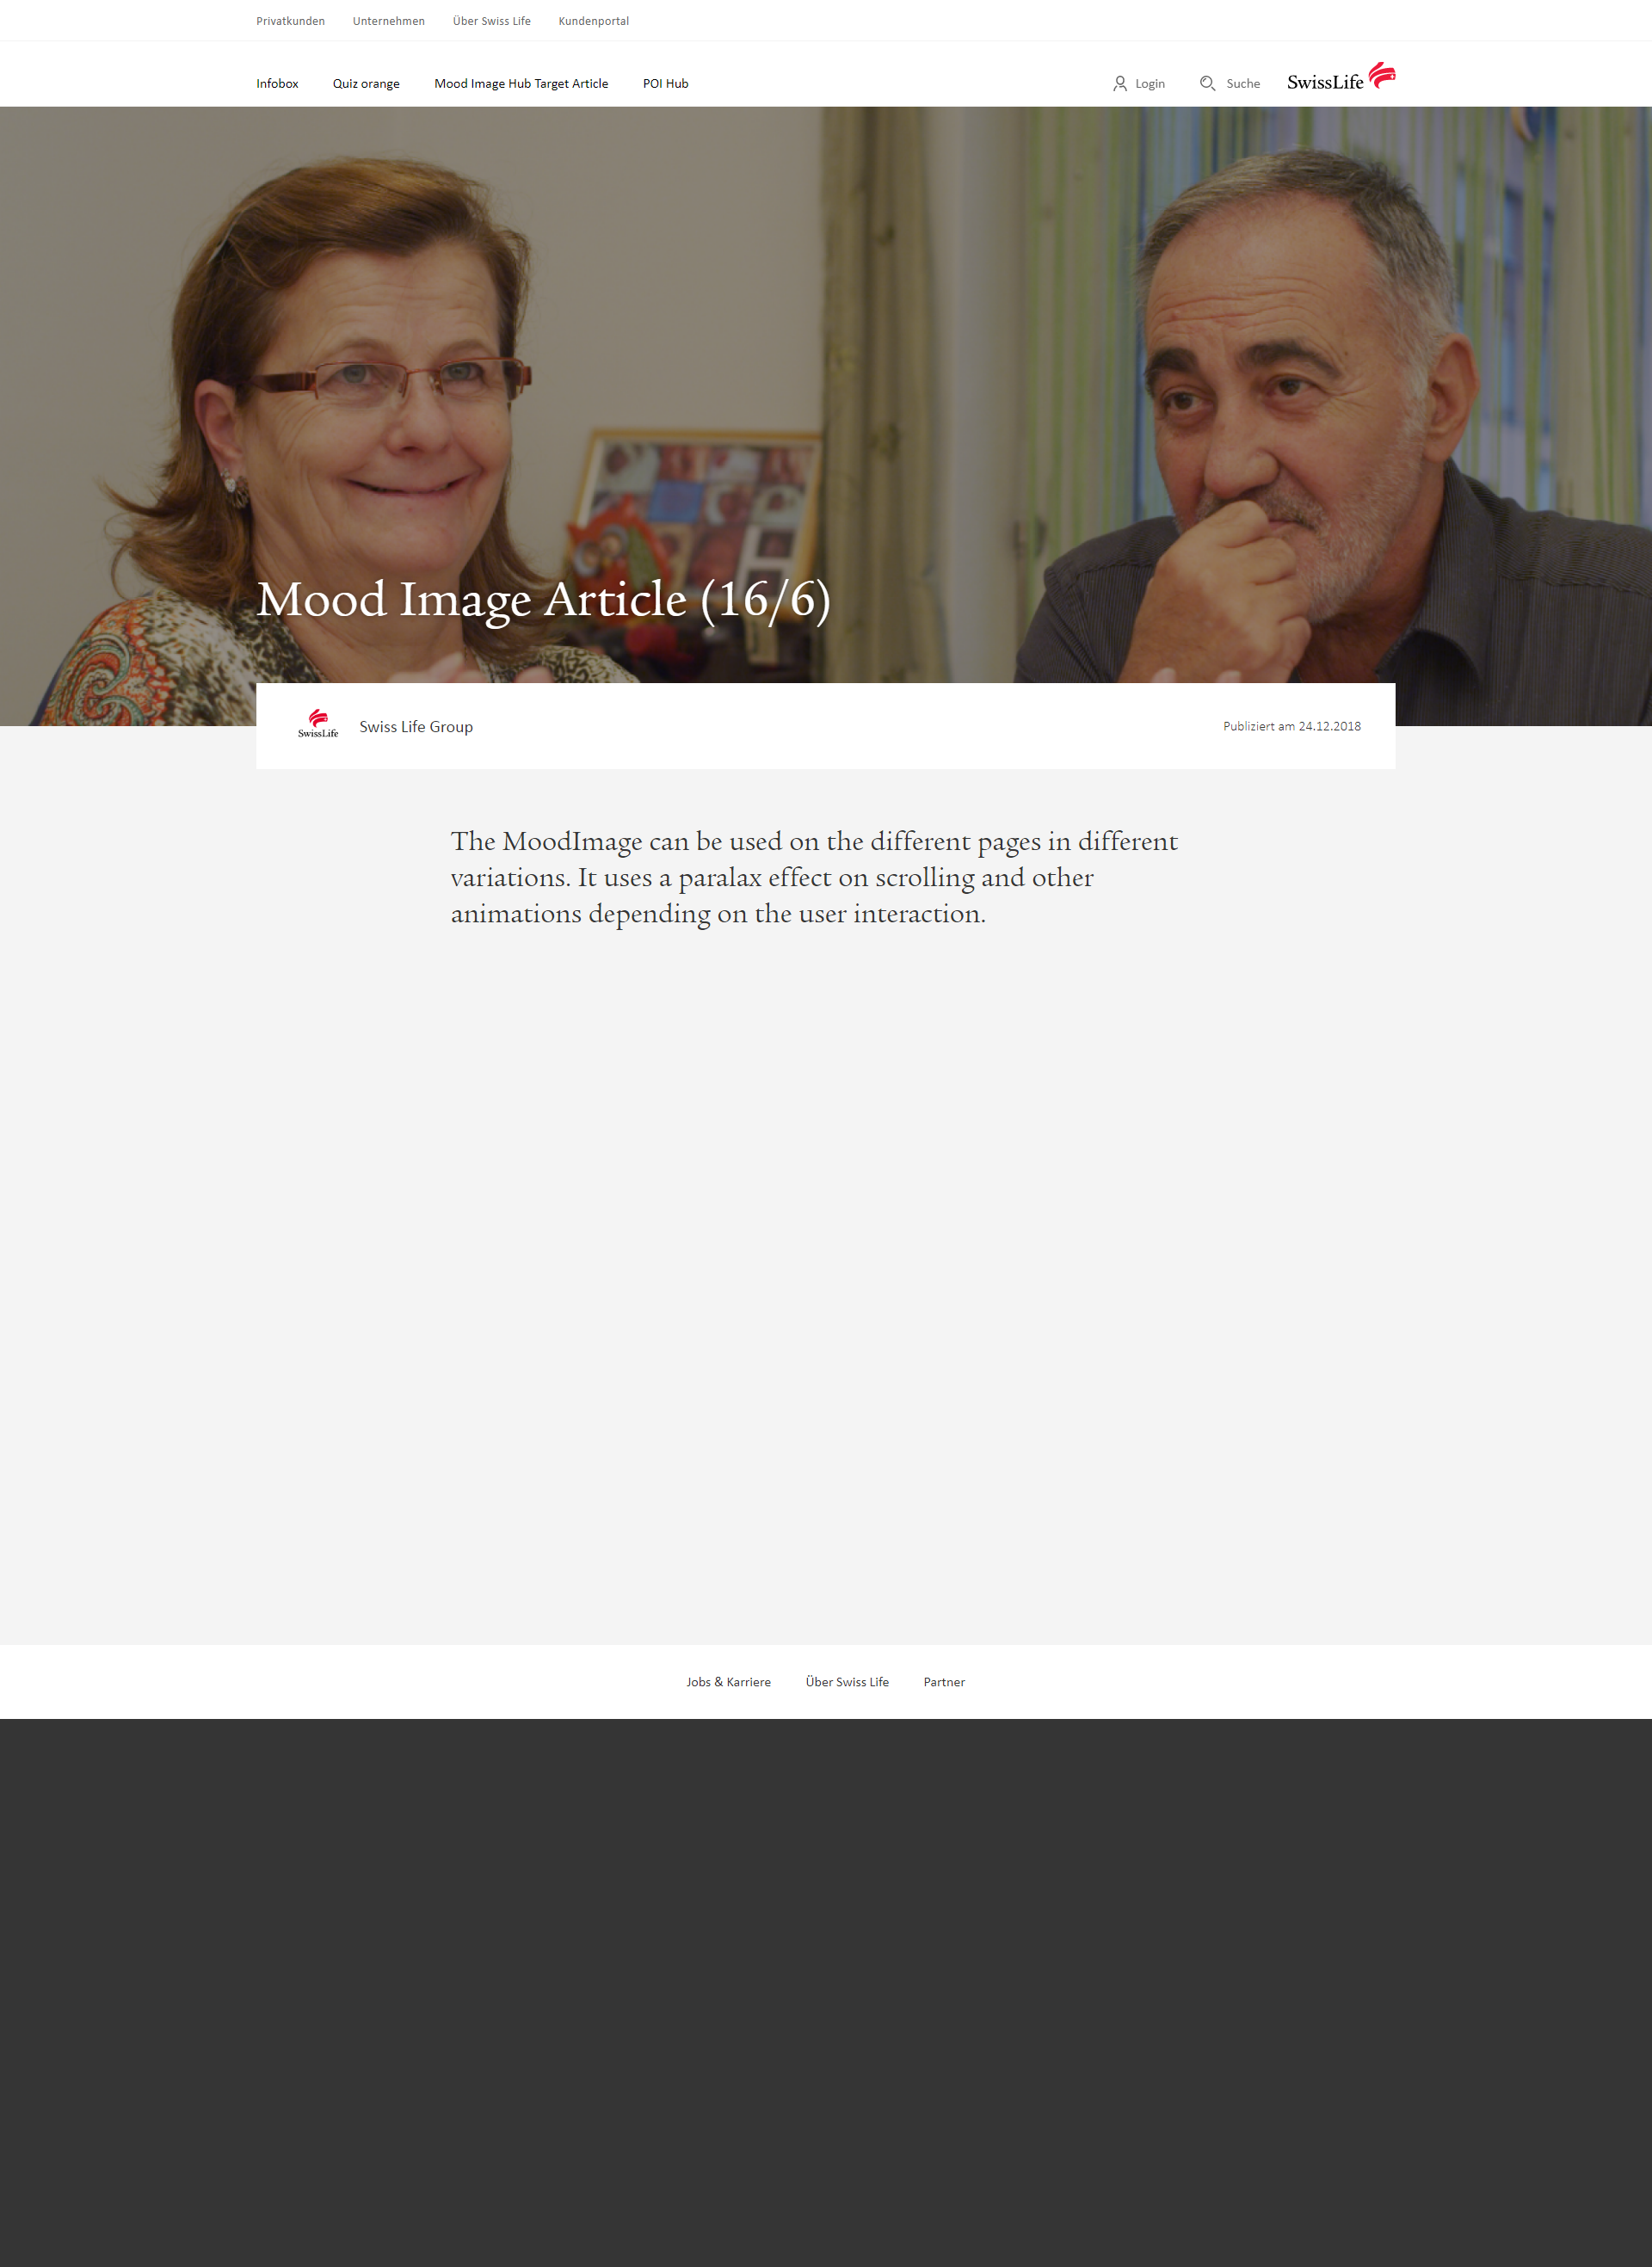 Privatkunden Unternehmen Über Swiss Life Kundenportal
Infobox Quiz orange Mood Image Hub Target Article POI Hub Login Suche SwissLife
Mood Image Article (16/6)
SwissLife Swiss Life Group Publiziert am 24.12.2018
The MoodImage can be used on the different pages in different
variations. It uses a paralax effect on scrolling and other
animations depending on the user interaction.
Jobs & Karriere Über Swiss Life Partner